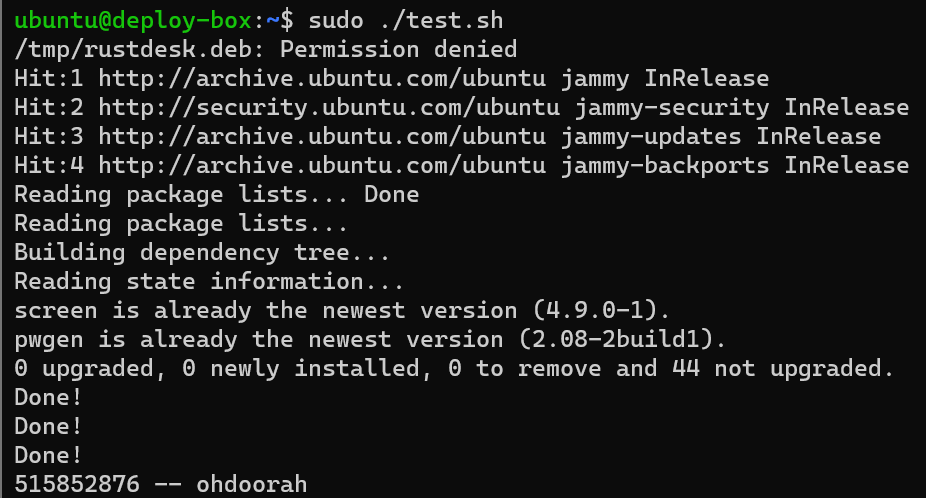 ubuntu@deploy-box:~$ sudo ./test.sh
/tmp/rustdesk.deb: Permission denied
Hit:1 http://archive.ubuntu.com/ubuntu jammy InRelease
Hit:2 http://security.ubuntu.com/ubuntu jammy-security InRelease
Hit:3 http://archive.ubuntu.com/ubuntu jammy-updates InRelease
Hit:4 http://archive.ubuntu.com/ubuntu jammy-backports InRelease
Reading package lists... Done
Reading package lists...
Building dependency tree...
Reading state information...
screen is already the newest version (4.9.0-1).
pwgen is already the newest version (2.08-2build1).
0 upgraded, 0 newly installed, 0 to remove and 44 not upgraded.
Done!
Done!
Done!
515852876 -- ohdoorah